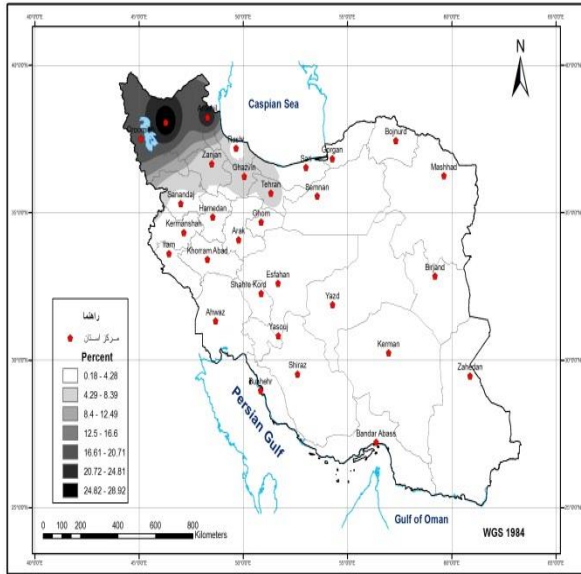 N
Caspian Sea
Ardabil
Rasht
Bojnurd
Zanjan
Ghazvin
Sari
Gorgan
Mashhad
Tehran
Semnan
Sanandaj
Hamedan
Ghom
Kermanshah
Arak
Ilam
Khorram Abad
Birjand
Esfahan
Shahre Kord
Yazd
Ahwaz
Yasouj
Kerman
Shiraz
Zahedan
Bushehr
Bandar Abass
Persian Gulf
Gulf of Oman
راهنما
مرکز استان
Percent
0.18 - 4.28
4.29 - 8.39
8.4 - 12.49
12.5 - 16.6
16.61 - 20.71
20.72 - 24.81
24.82 - 28.92
0 100 200 400 600 800
Kilometers
WGS 1984